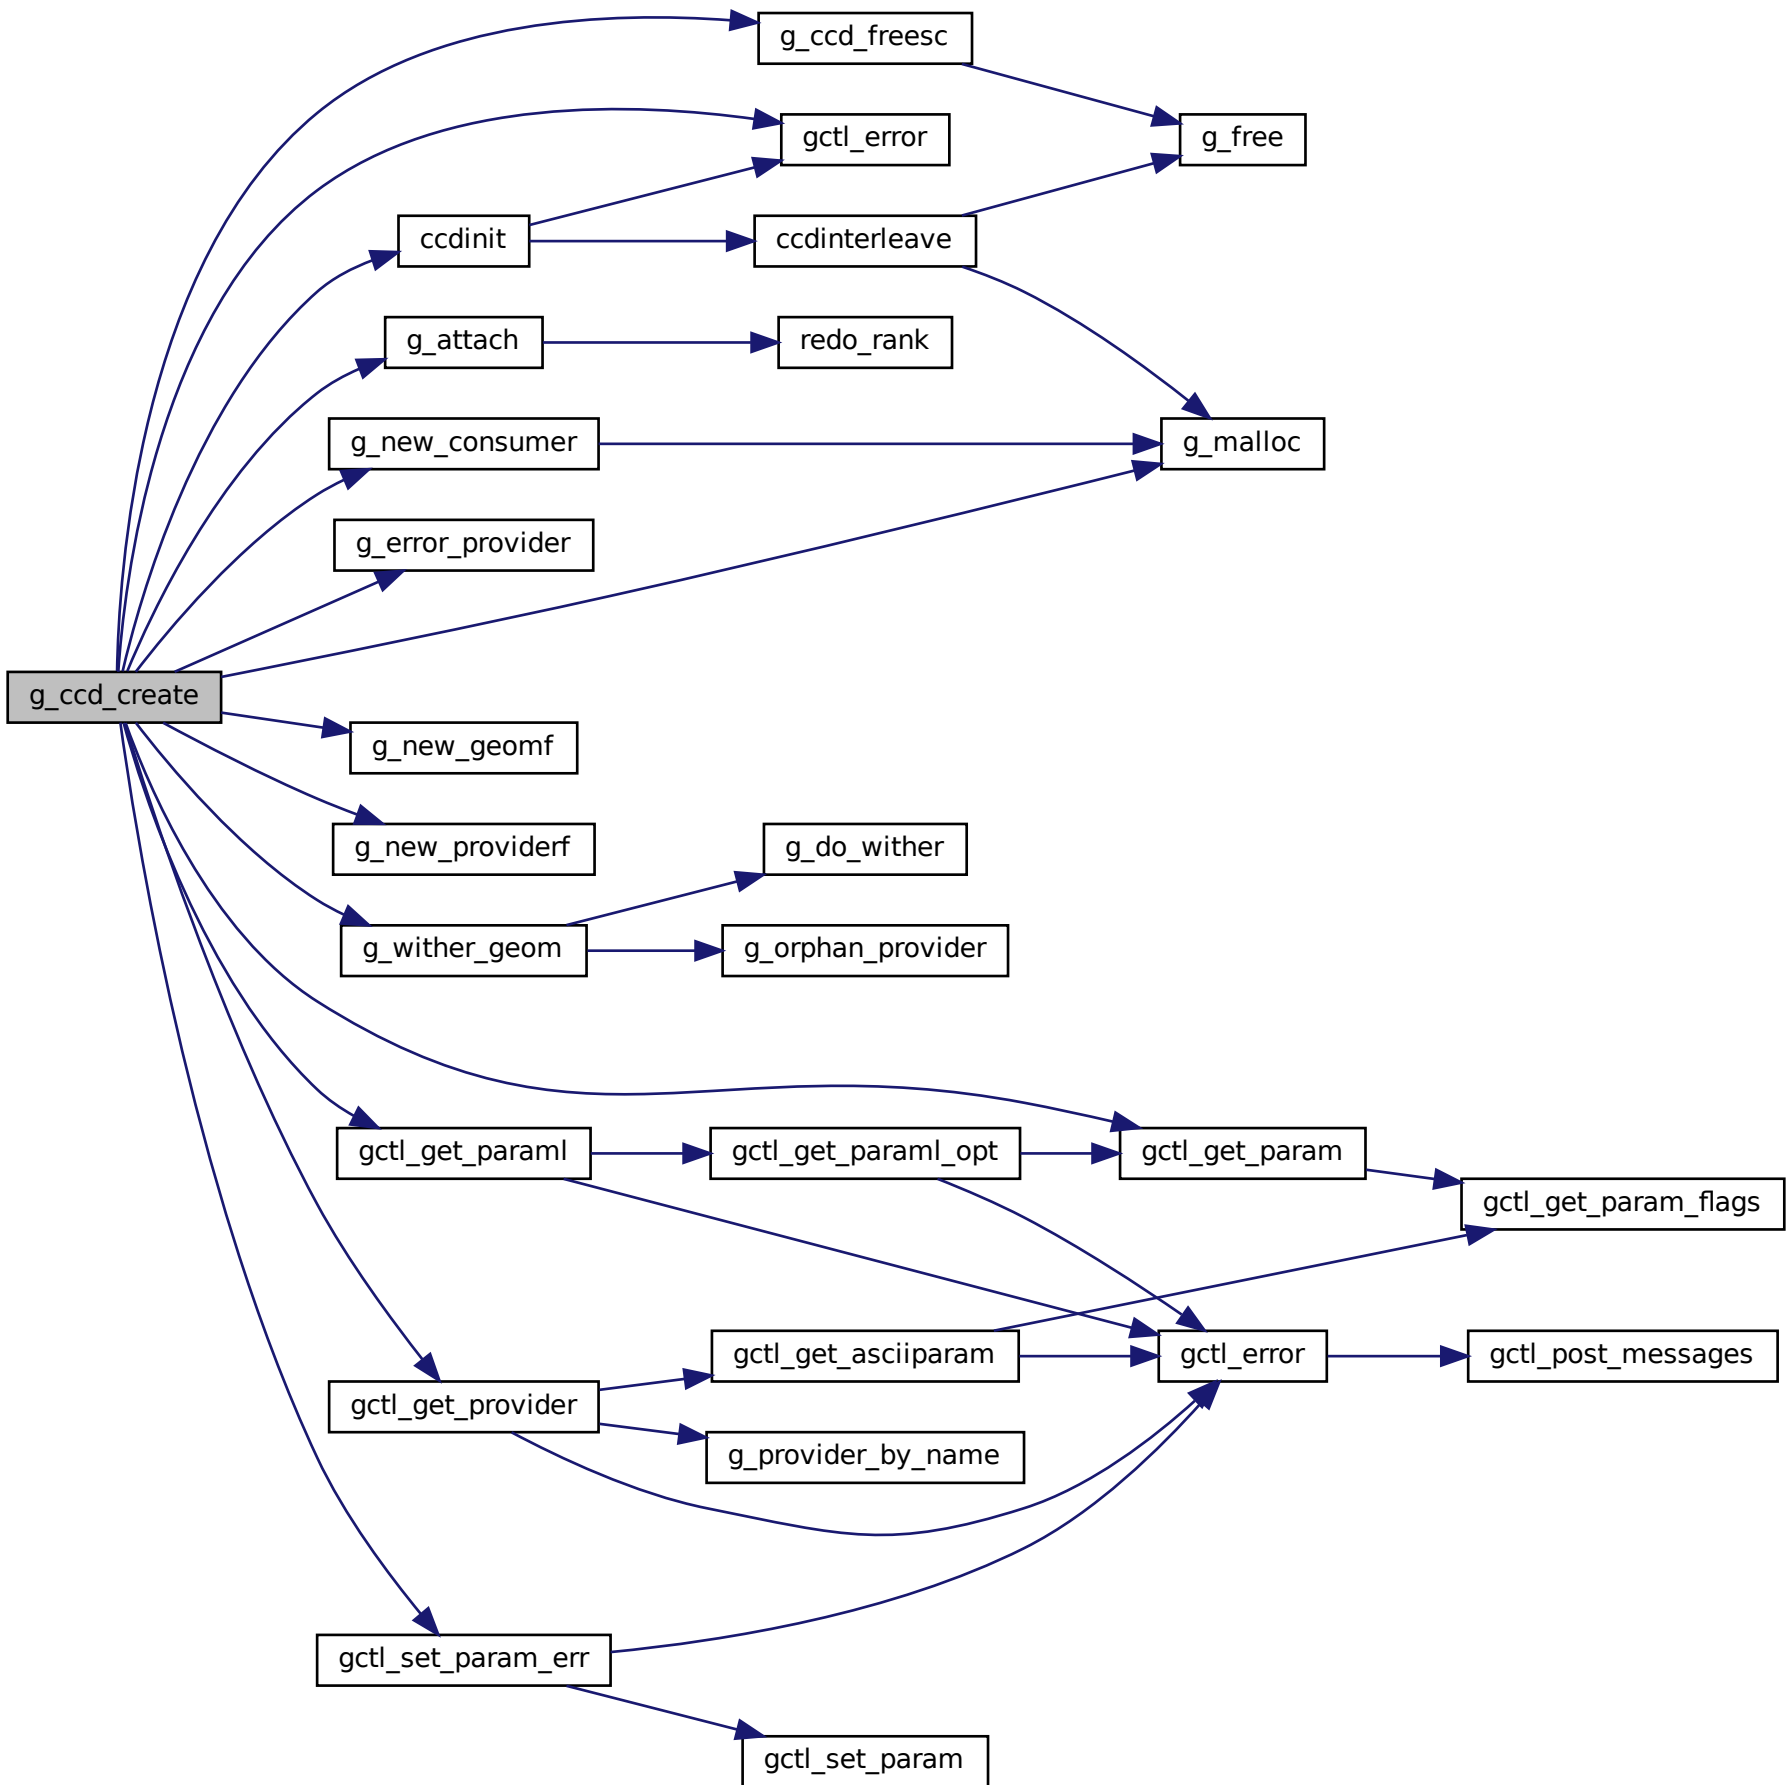 g_ccd_freesc
gctl_error
g_free
ccdinit
ccdinterleave
g_attach
redo_rank
g_new_consumer
g_malloc
g_error_provider
g_ccd_create
g_new_geomf
g_new_providerf
g_do_wither
g_wither_geom
g_orphan_provider
gctl_get_paraml
gctl_get_paraml_opt
gctl_get_param
gctl_get_param_flags
gctl_get_asciiparam
gctl_error
gctl_post_messages
gctl_get_provider
g_provider_by_name
gctl_set_param_err
gctl_set_param